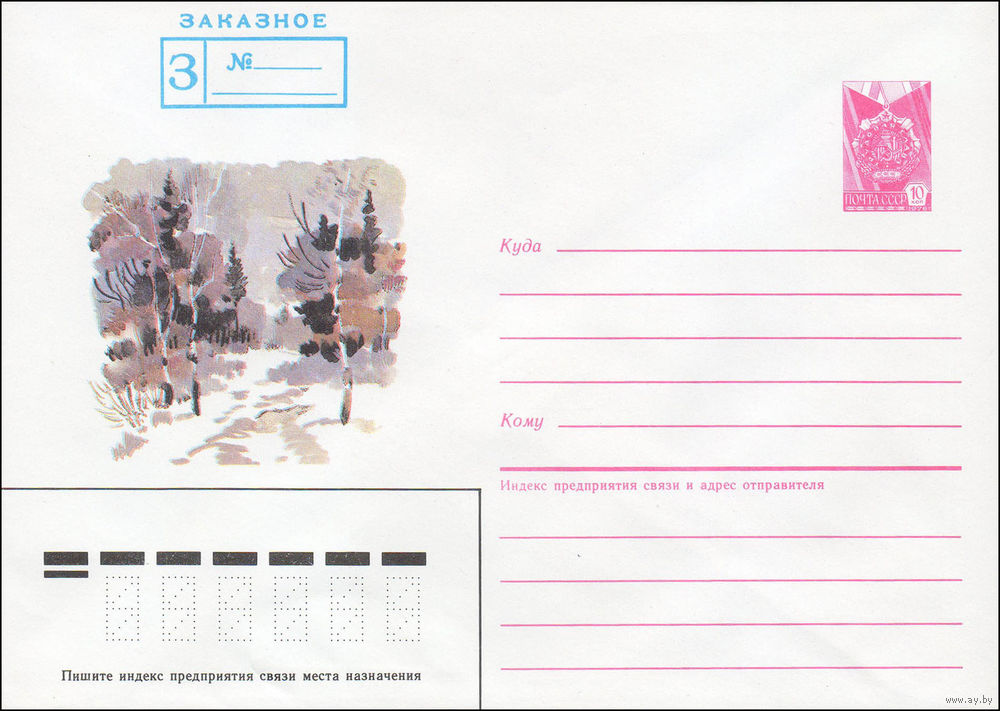 ЗАКАЗНОЕ
З №
ПОЧТА СССР 10 КОП
Куда
Кому
Индекс предприятия связи и адрес отправителя
Пишите индекс предприятия связи места назначения
www.ay.by